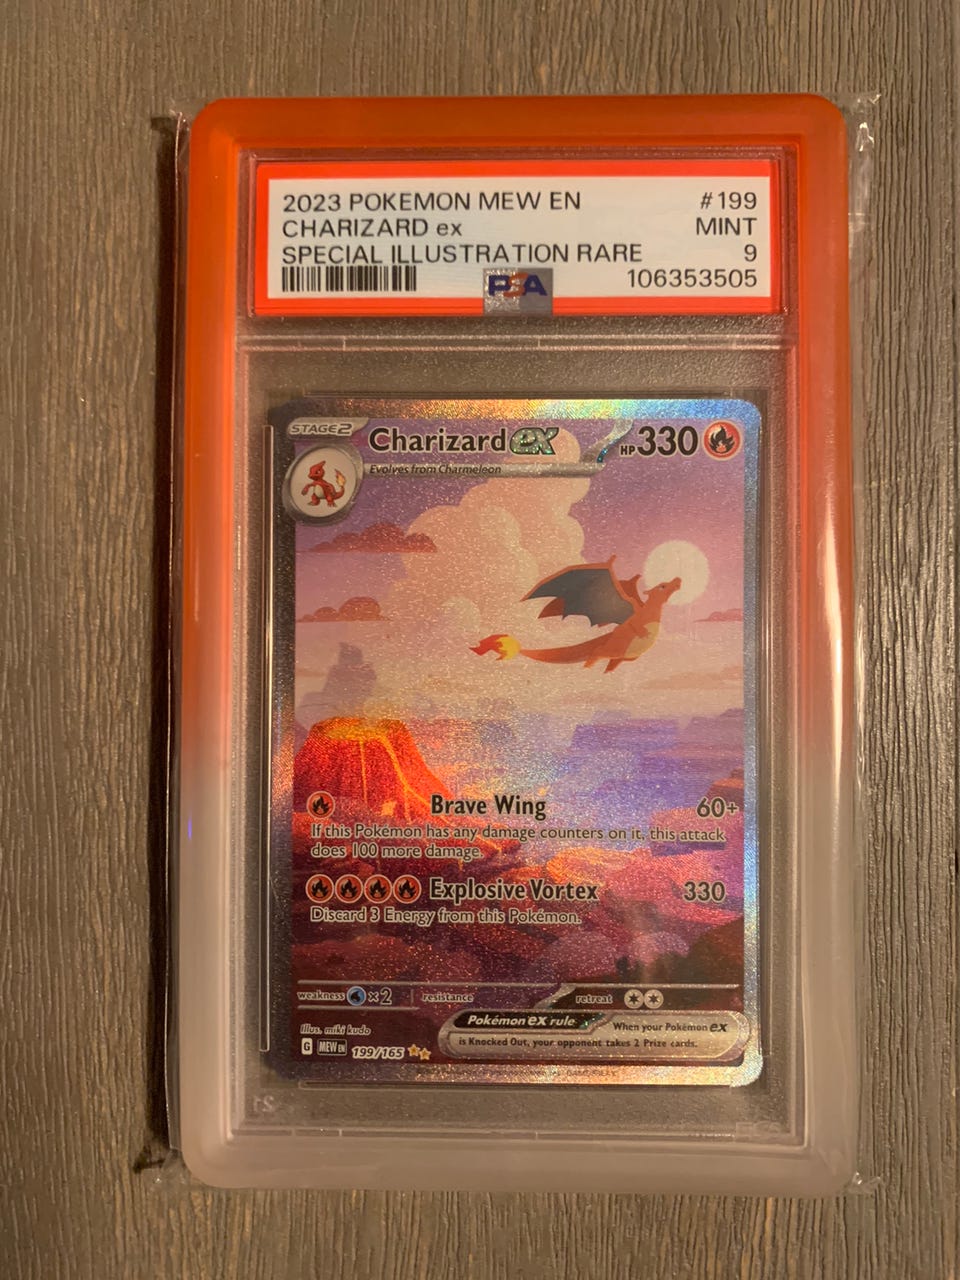 2023 POKEMON MEW EN #199
CHARIZARD ex MINT
SPECIAL ILLUSTRATION RARE 9
PSA 106353505
STAGE2 Charizard ex HP330
Evolves from Charmeleon
Brave Wing 60+
If this Pokémon has any damage counters on it, this attack
does 100 more damage.
Explosive Vortex 330
Discard 3 Energy from this Pokémon.
weakness ×2 resistance retreat
Illus. miki kudo
Pokémon ex rule When your Pokémon ex
is Knocked Out, your opponent takes 2 Prize cards.
G MEW EN 199/165